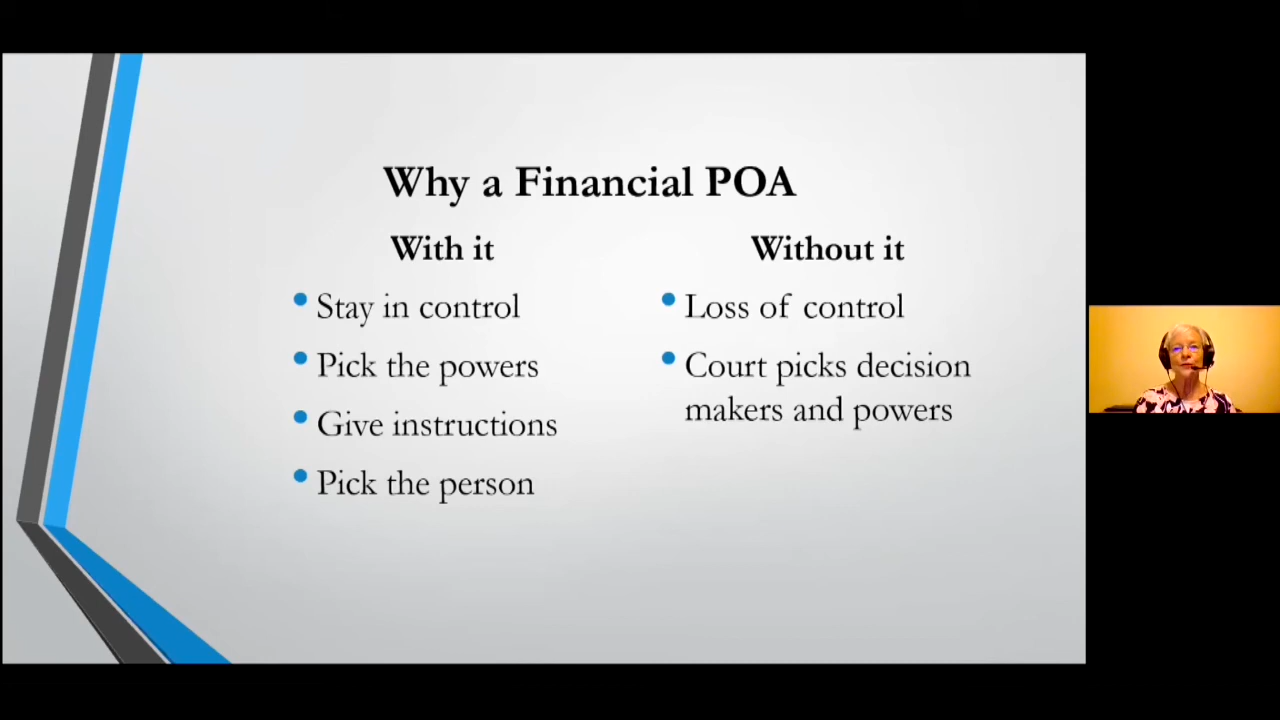 Why a Financial POA
With it
• Stay in control
• Pick the powers
• Give instructions
• Pick the person
Without it
• Loss of control
• Court picks decision
makers and powers